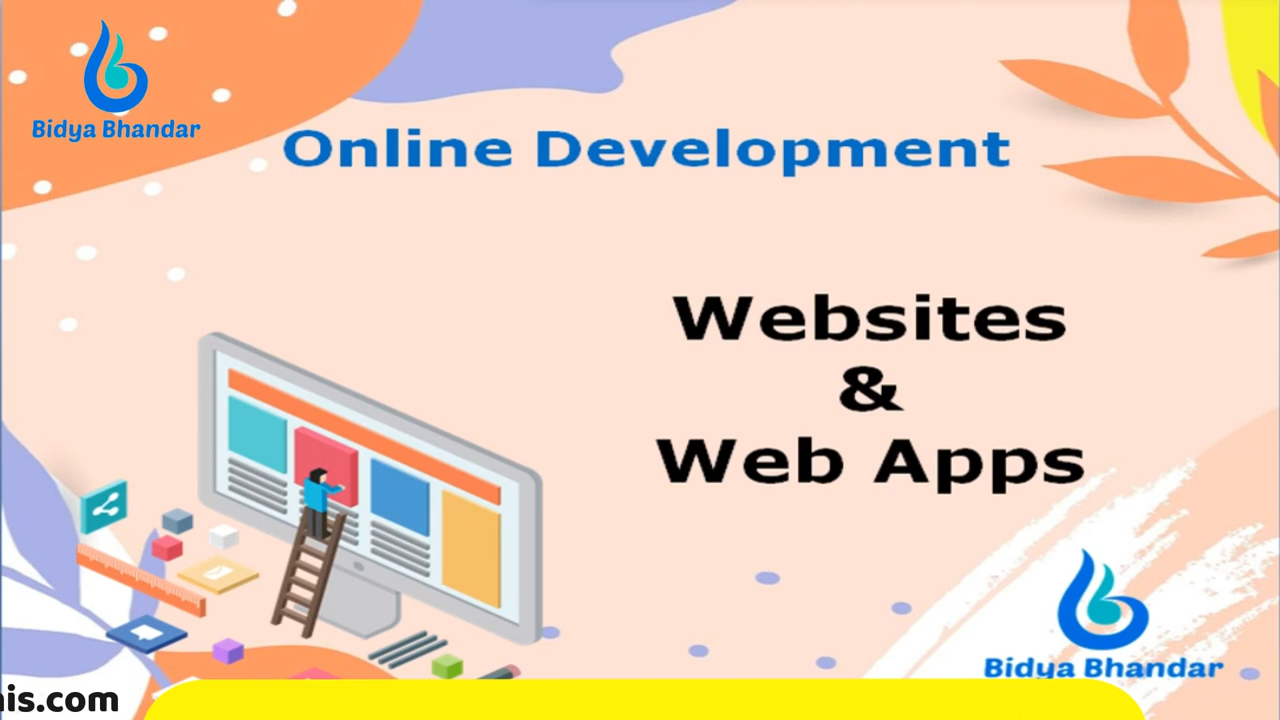 Bidya Bhandar
Online Development
Websites
&
Web Apps
Bidya Bhandar
is.com